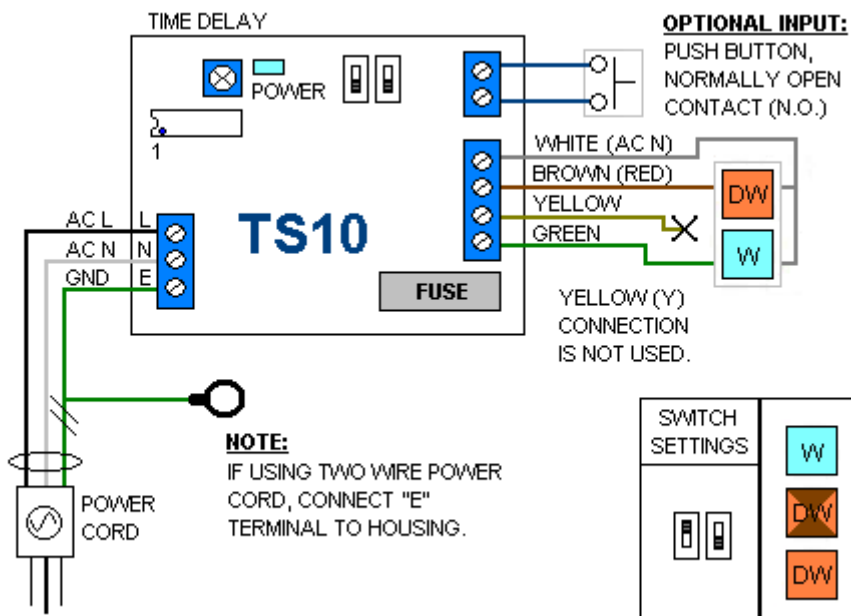 TIME DELAY
OPTIONAL INPUT:
PUSH BUTTON,
NORMALLY OPEN
CONTACT (N.O.)
POWER
1
WHITE (AC N)
BROWN (RED)
YELLOW
GREEN
DW
W
AC L L
AC N N
GND E
TS10
FUSE
YELLOW (Y)
CONNECTION
IS NOT USED.
NOTE:
IF USING TWO WIRE POWER
CORD, CONNECT "E"
TERMINAL TO HOUSING.
POWER
CORD
SWITCH
SETTINGS
W
DW
DW